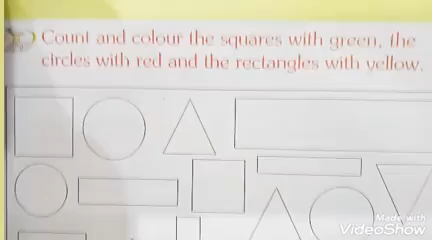 Count and colour the squares with green, the
circles with red and the rectangles with yellow.
Made with
VideoShow